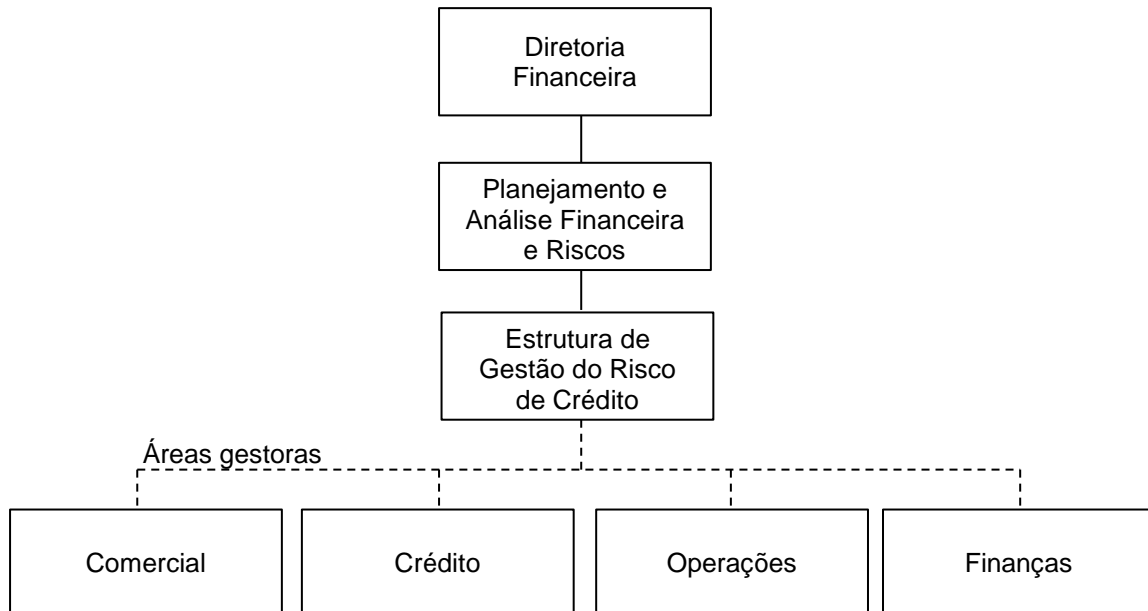 Diretoria
Financeira
Planejamento e
Análise Financeira
e Riscos
Estrutura de
Gestão do Risco
de Crédito
Áreas gestoras
Comercial
Crédito
Operações
Finanças